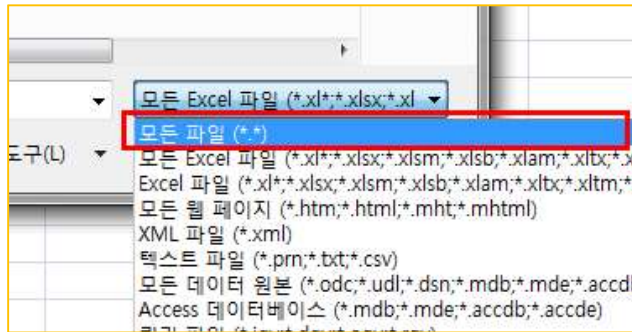 모든 Excel 파일 (*.xl*;*.xlsx;*.xl
모든 파일 (*.*)
도구(L)
모든 Excel 파일 (*.xl*;*.xlsx;*.xlsm;*.xlsb;*.xlam;*.xltx;*.x
Excel 파일 (*.xl*;*.xlsx;*.xlsm;*.xlsb;*.xlam;*.xltx;*.xltm;*
모든 웹 페이지 (*.htm;*.html;*.mht;*.mhtml)
XML 파일 (*.xml)
텍스트 파일 (*.prn;*.txt;*.csv)
모든 데이터 원본 (*.odc;*.udl;*.dsn;*.mdb;*.mde;*.accdb
Access 데이터베이스 (*.mdb;*.mde;*.accdb;*.accde)